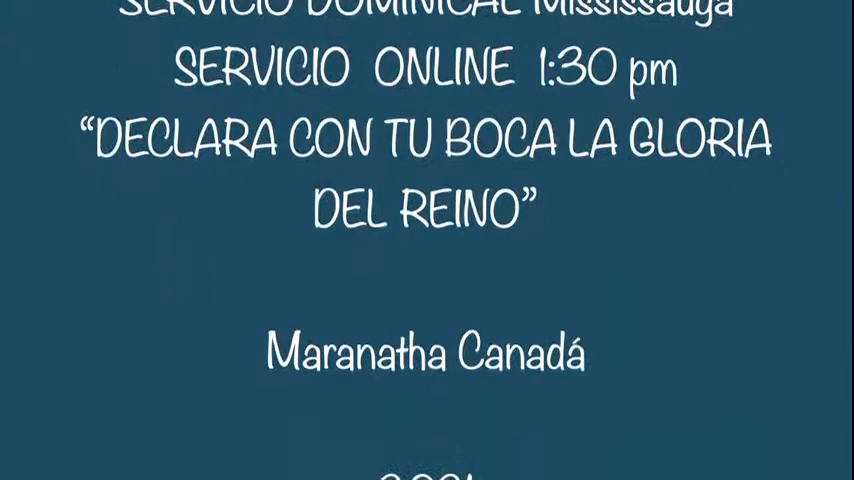 SERVICIO DOMINICAL Mississauga
SERVICIO ONLINE 1:30 pm
“DECLARA CON TU BOCA LA GLORIA
DEL REINO”
Maranatha Canadá